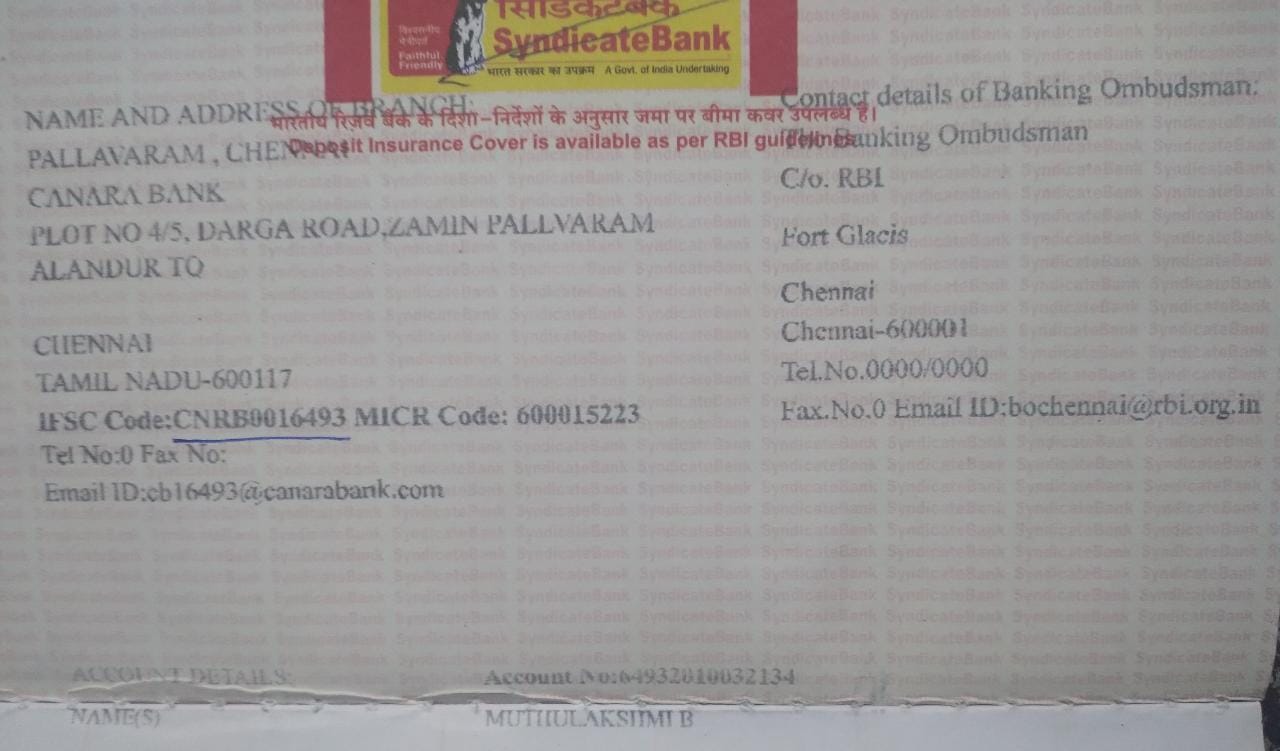 सिंडिकेटबैंक
विश्वसनीय
Faithful
Friendly
SyndicateBank
भारत सरकार का उपक्रम A Govt. of India Undertaking
NAME AND ADDRESS OF BRANCH:
भारतीय रिज़र्व बैंक के दिशा-निर्देशों के अनुसार जमा पर बीमा कवर उपलब्ध है।
Deposit Insurance Cover is available as per RBI guidelines
PALLAVARAM , CHENNAI
CANARA BANK
PLOT NO 4/5, DARGA ROAD,ZAMIN PALLVARAM
ALANDUR TQ
CHENNAI
TAMIL NADU-600117
IFSC Code:CNRB0016493 MICR Code: 600015223
Tel No:0 Fax No:
Email ID:cb16493@canarabank.com
Contact details of Banking Ombudsman:
The Banking Ombudsman
C/o. RBI
Fort Glacis
Chennai
Chennai-600001
Tel.No.0000/0000
Fax.No.0 Email ID:bochennai@rbi.org.in
ACCOUNT DETAILS:
Account No:64932010032134
NAME(S)
MUTHULAKSHMI B